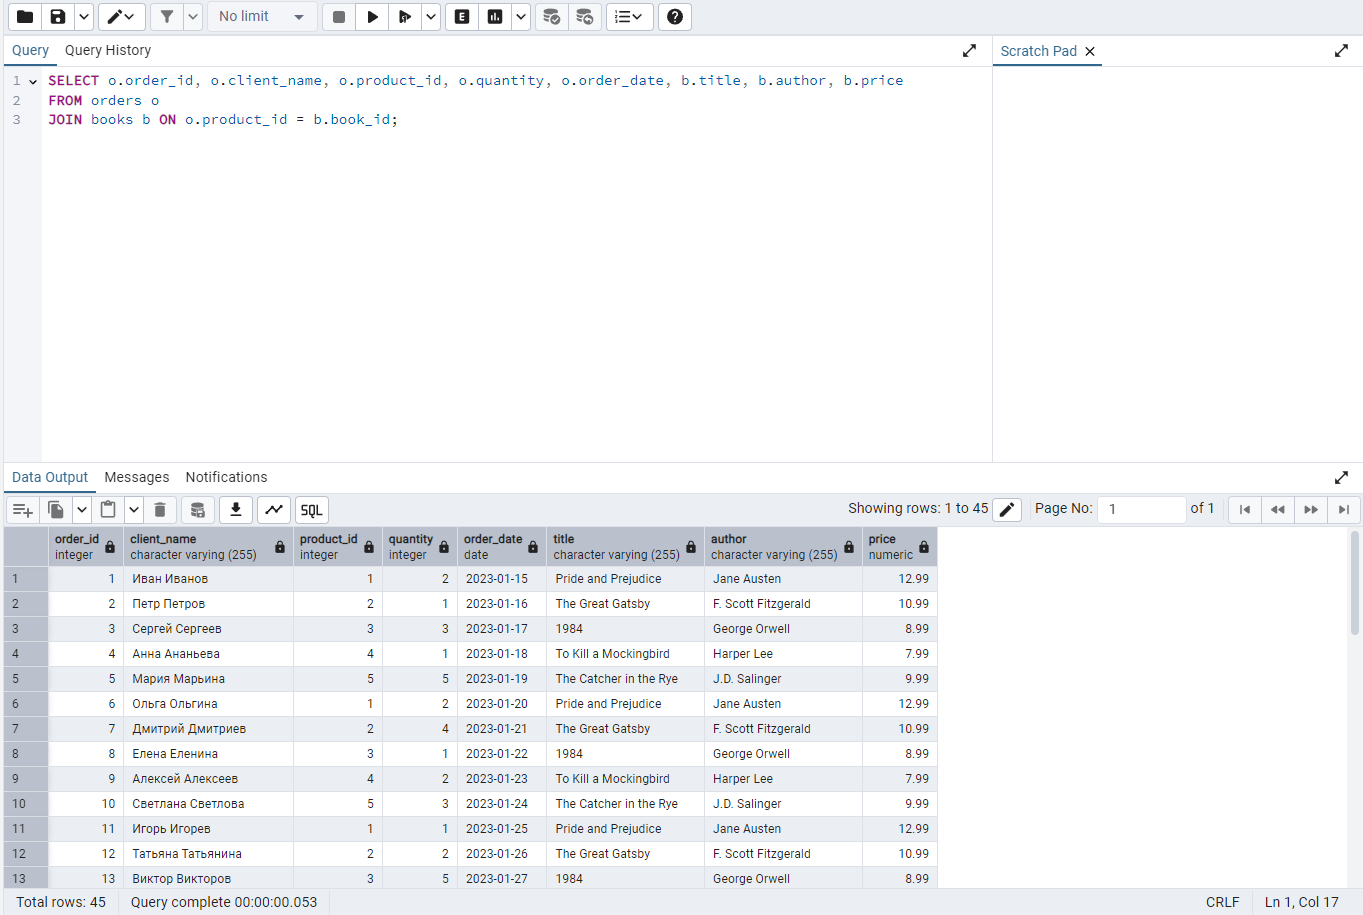 No limit
E
Query Query History
Scratch Pad
1 SELECT o.order_id, o.client_name, o.product_id, o.quantity, o.order_date, b.title, b.author, b.price
2 FROM orders o
3 JOIN books b ON o.product_id = b.book_id;
Data Output Messages Notifications
SQL Showing rows: 1 to 45 Page No: 1 of 1
order_id client_name product_id quantity order_date title author price
integer character varying (255) integer integer date character varying (255) character varying (255) numeric
1 1 Иван Иванов 1 2 2023-01-15 Pride and Prejudice Jane Austen 12.99
2 2 Петр Петров 2 1 2023-01-16 The Great Gatsby F. Scott Fitzgerald 10.99
3 3 Сергей Сергеев 3 3 2023-01-17 1984 George Orwell 8.99
4 4 Анна Ананьева 4 1 2023-01-18 To Kill a Mockingbird Harper Lee 7.99
5 5 Мария Марьина 5 5 2023-01-19 The Catcher in the Rye J.D. Salinger 9.99
6 6 Ольга Ольгина 1 2 2023-01-20 Pride and Prejudice Jane Austen 12.99
7 7 Дмитрий Дмитриев 2 4 2023-01-21 The Great Gatsby F. Scott Fitzgerald 10.99
8 8 Елена Еленина 3 1 2023-01-22 1984 George Orwell 8.99
9 9 Алексей Алексеев 4 2 2023-01-23 To Kill a Mockingbird Harper Lee 7.99
10 10 Светлана Светлова 5 3 2023-01-24 The Catcher in the Rye J.D. Salinger 9.99
11 11 Игорь Игорев 1 1 2023-01-25 Pride and Prejudice Jane Austen 12.99
12 12 Татьяна Татьянина 2 2 2023-01-26 The Great Gatsby F. Scott Fitzgerald 10.99
13 13 Виктор Викторов 3 5 2023-01-27 1984 George Orwell 8.99
Total rows: 45 Query complete 00:00:00.053 CRLF Ln 1, Col 17